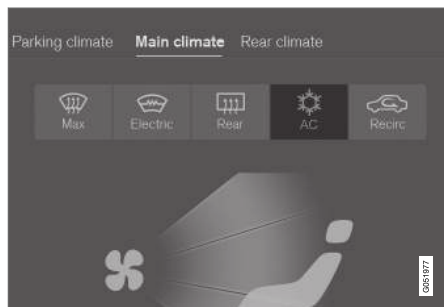 Parking climate Main climate Rear climate
Max Electric Rear AC Recirc
G051977